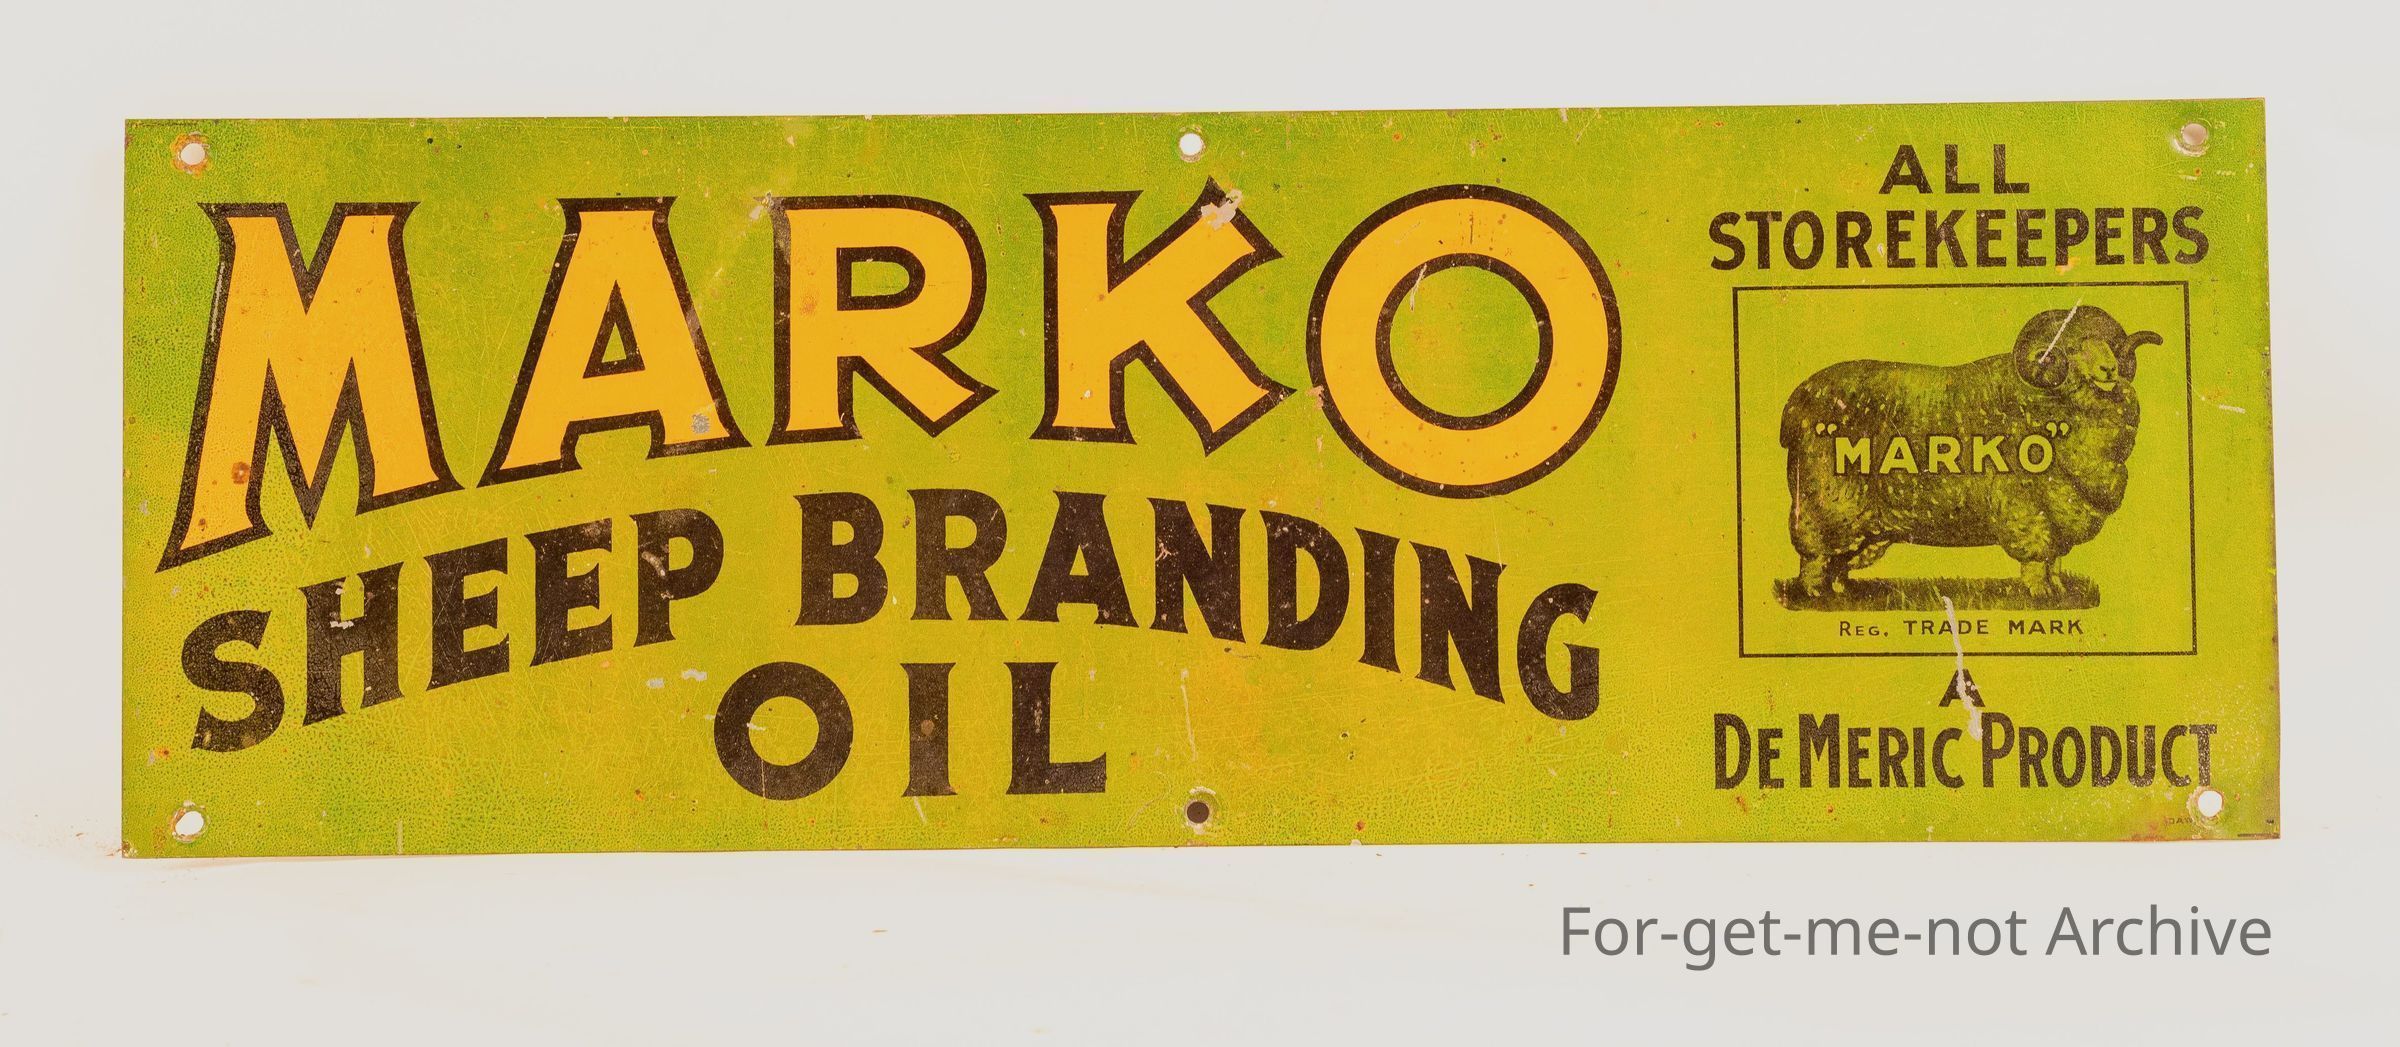 MARKO
SHEEP BRANDING
OIL
ALL
STOREKEEPERS
"MARKO"
REG. TRADE MARK
A
DE MERIC PRODUCT
For-get-me-not Archive